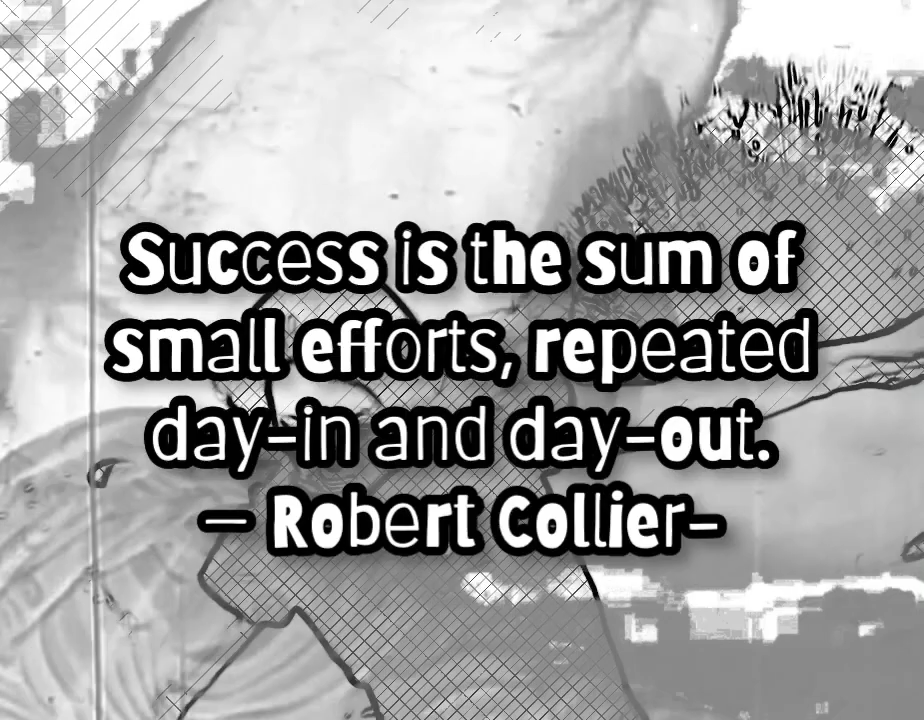 Success is the sum of
small efforts, repeated
day-in and day-out.
— Robert Collier-